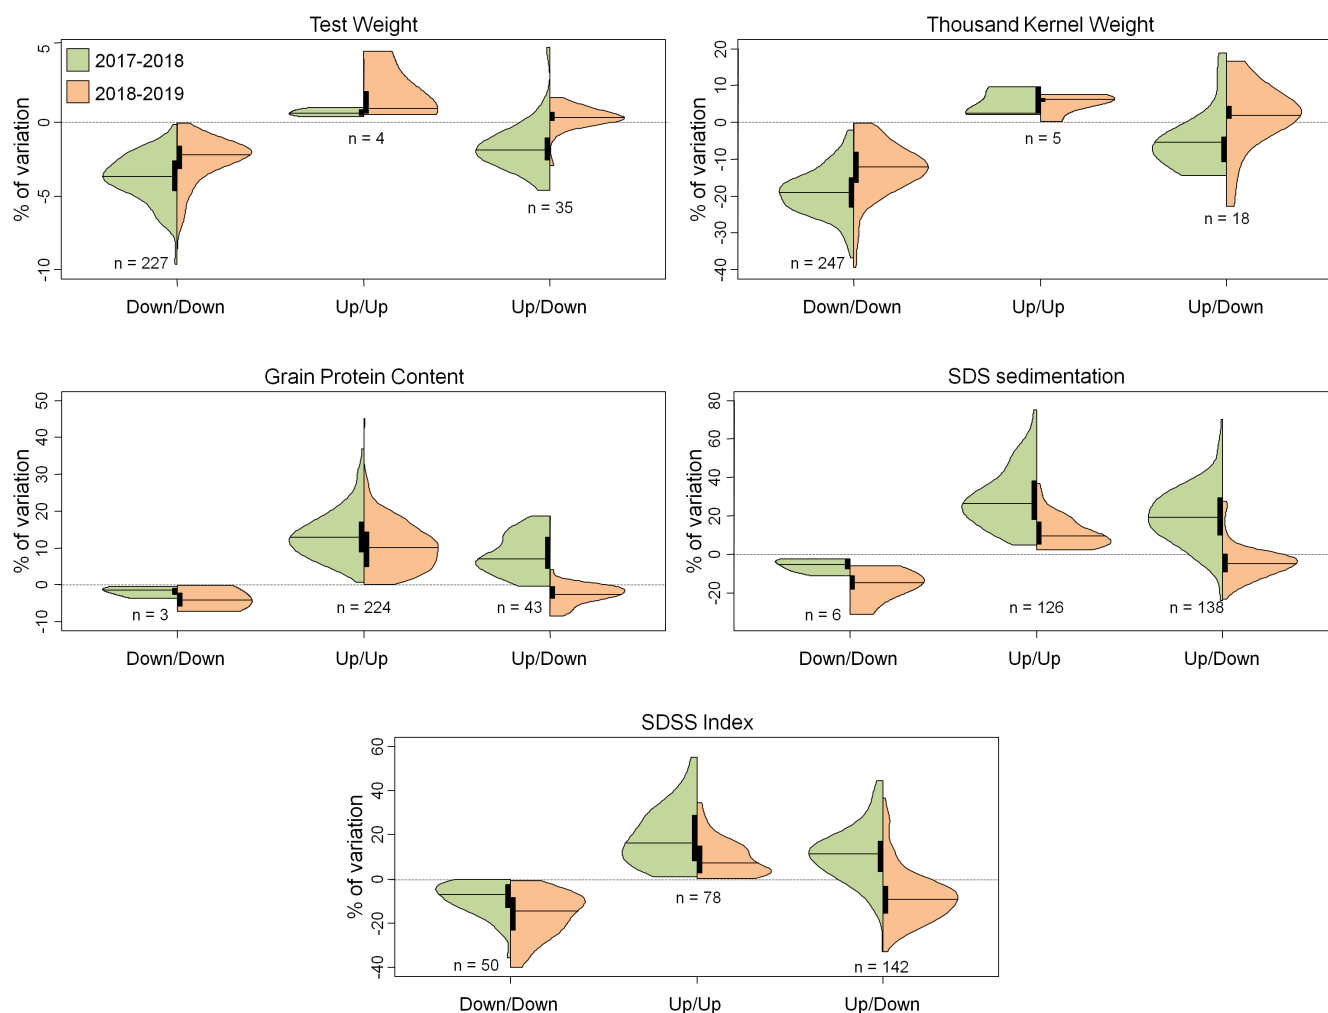 Test Weight
Thousand Kernel Weight
2017-2018
2018-2019
% of variation
5
0
-5
-10
n = 227
n = 4
n = 35
Down/Down
Up/Up
Up/Down
% of variation
20
10
0
-10
-20
-30
-40
n = 247
n = 5
n = 18
Down/Down
Up/Up
Up/Down
Grain Protein Content
% of variation
50
40
30
20
10
0
-10
n = 3
n = 224
n = 43
Down/Down
Up/Up
Up/Down
SDS sedimentation
% of variation
80
60
40
20
0
-20
n = 6
n = 126
n = 138
Down/Down
Up/Up
Up/Down
SDSS Index
% of variation
60
40
20
0
-20
-40
n = 50
n = 78
n = 142
Down/Down
Up/Up
Up/Down